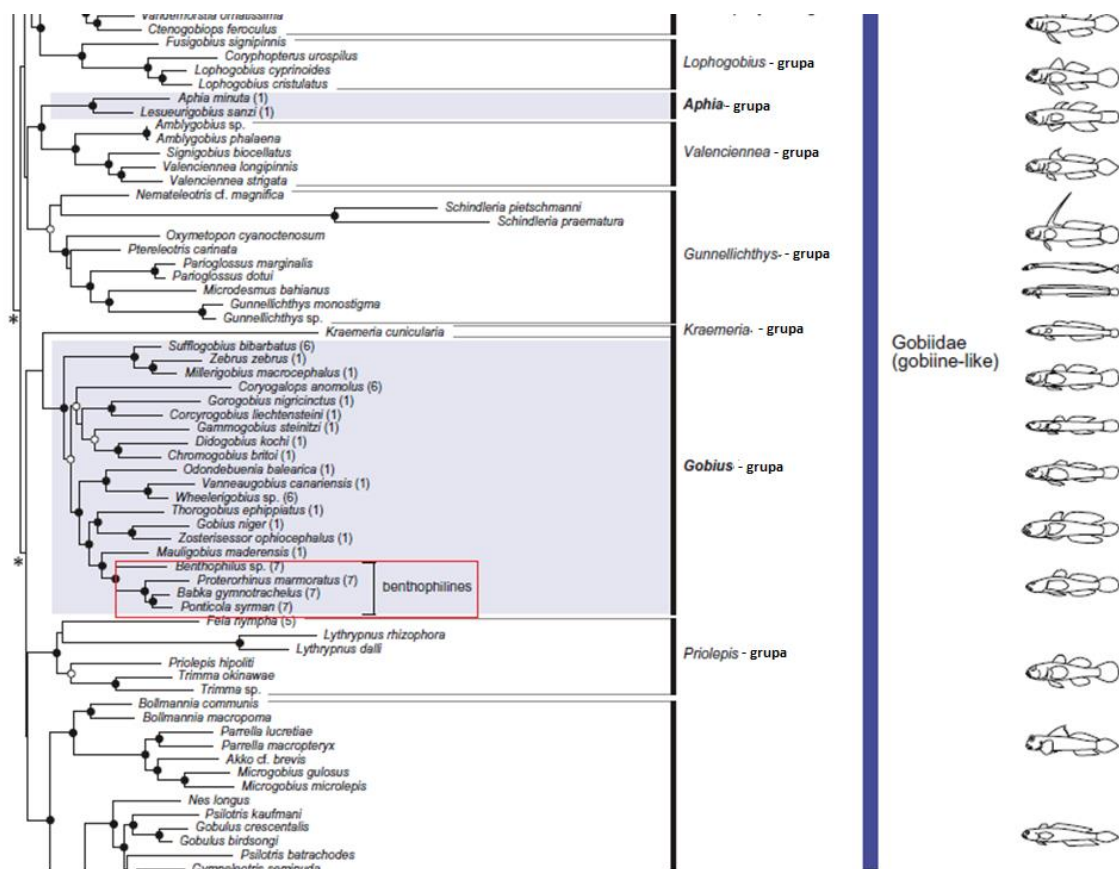 Vanderhorstia ornatissima
Ctenogobiops feroculus
Fusigobius signipinnis
Coryphopterus urospilus
Lophogobius cyprinoides
Lophogobius cristulatus
Lophogobius - grupa
Aphia minuta (1)
Lesueurigobius sanzi (1)
Aphia - grupa
Amblygobius sp.
Amblygobius phalaena
Signigobius biocellatus
Valenciennea longipinnis
Valenciennea strigata
Valenciennea - grupa
Nemateleotris cf. magnifica
Schindleria pietschmanni
Schindleria praematura
Oxymetopon cyanoctenosum
Ptereleotris carinata
Parioglossus marginalis
Parioglossus dotui
Microdesmus bahianus
Gunnellichthys monostigma
Gunnellichthys sp.
Gunnellichthys - grupa
Kraemeria cunicularia
Kraemeria - grupa
Gobiidae
(gobiine-like)
Sufflogobius bibarbatus (6)
Zebrus zebrus (1)
Millerigobius macrocephalus (1)
Coryogalops anomolus (6)
Gorogobius nigricinctus (1)
Corcyrogobius liechtensteini (1)
Gammogobius steinitzi (1)
Didogobius kochi (1)
Chromogobius britoi (1)
Odondebuenia balearica (1)
Vanneaugobius canariensis (1)
Wheelerigobius sp. (6)
Thorogobius ephippiatus (1)
Gobius niger (1)
Zosterisessor ophiocephalus (1)
Mauligobius maderensis (1)
Benthophilus sp. (7)
Proterorhinus marmoratus (7)
Babka gymnotrachelus (7)
Ponticola syrman (7)
benthophilines
Gobius - grupa
Fela nympha (5)
Lythrypnus rhizophora
Lythrypnus dalli
Priolepis hipoliti
Trimma okinawae
Trimma sp.
Priolepis - grupa
Bollmannia communis
Bollmannia macropoma
Parrella lucretiae
Parrella macropteryx
Akko cf. brevis
Microgobius gulosus
Microgobius microlepis
Nes longus
Psilotris kaufmani
Gobulus crescentalis
Gobulus birdsongi
Psilotris batrachodes
Gymneleotris seminuda